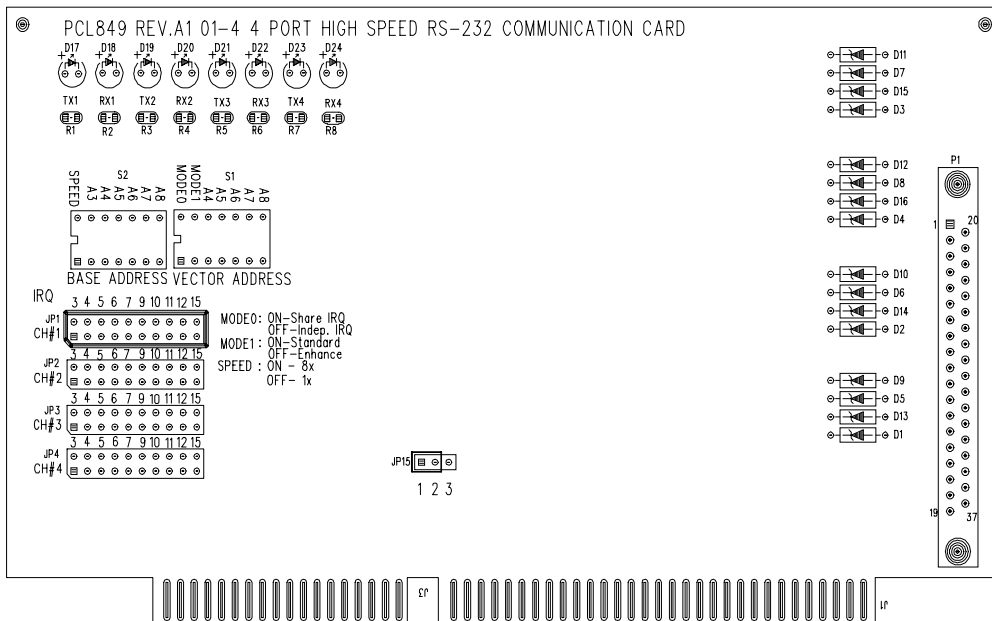 PCL849 REV.A1 01-4 4 PORT HIGH SPEED RS-232 COMMUNICATION CARD
D17 D18 D19 D20 D21 D22 D23 D24
+ + + + + + + +
TX1 RX1 TX2 RX2 TX3 RX3 TX4 RX4
R1 R2 R3 R4 R5 R6 R7 R8
D11
D7
D15
D3
D12
D8
D16
D4
D10
D6
D14
D2
D9
D5
D13
D1
P1
1 20
19 37
S2
SPEED A3 A4 A5 A6 A7 A8
BASE ADDRESS
S1
MODE0 MODE1 A4 A5 A6 A7 A8
VECTOR ADDRESS
IRQ
3 4 5 6 7 9 10 11 12 15
JP1
CH#1
3 4 5 6 7 9 10 11 12 15
JP2
CH#2
3 4 5 6 7 9 10 11 12 15
JP3
CH#3
3 4 5 6 7 9 10 11 12 15
JP4
CH#4
MODE0: ON-Share IRQ
OFF-Indep. IRQ
MODE1: ON-Standard
OFF-Enhance
SPEED : ON - 8x
OFF- 1x
JP15
1 2 3
J3
J1